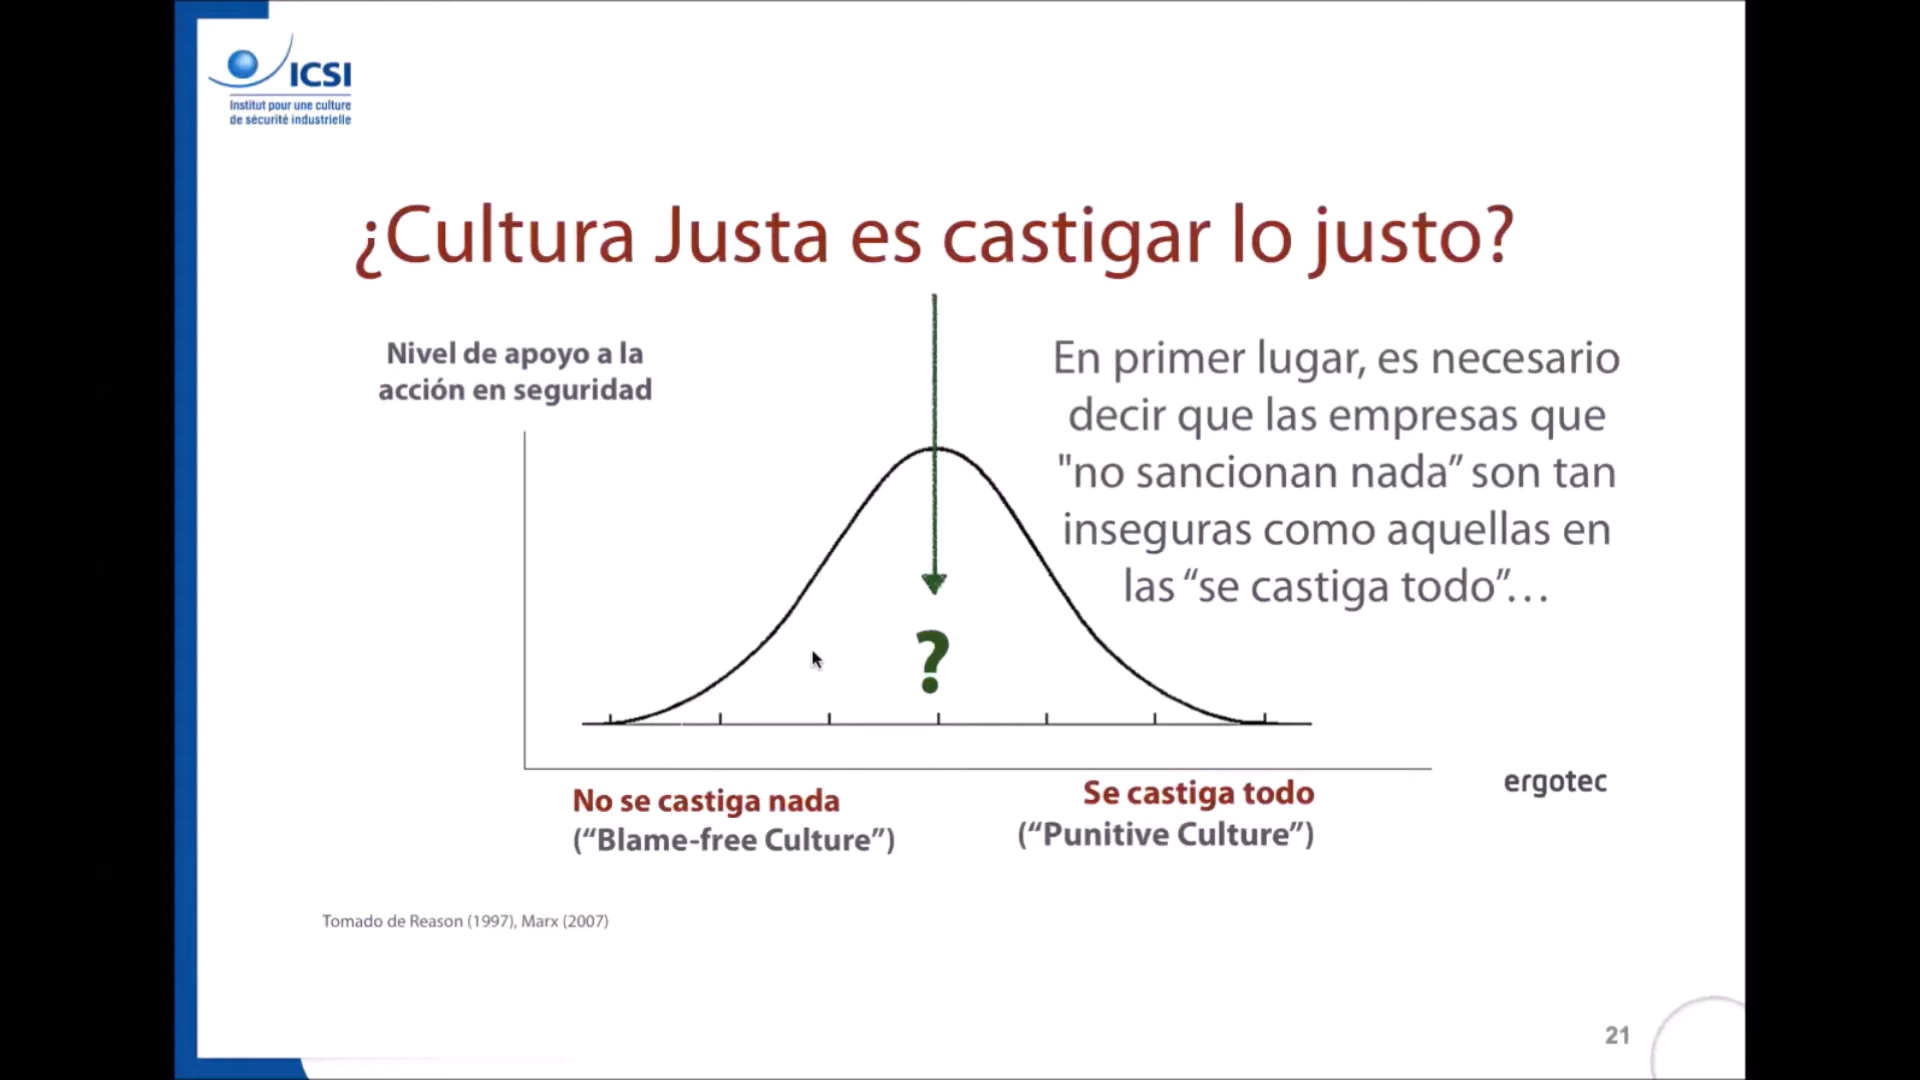 ICSI
Institut pour une culture
de sécurité industrielle
¿Cultura Justa es castigar lo justo?
Nivel de apoyo a la
acción en seguridad
En primer lugar, es necesario
decir que las empresas que
"no sancionan nada” son tan
inseguras como aquellas en
las “se castiga todo”…
?
No se castiga nada
(“Blame-free Culture”)
Se castiga todo
(“Punitive Culture”)
ergotec
Tomado de Reason (1997), Marx (2007)
21